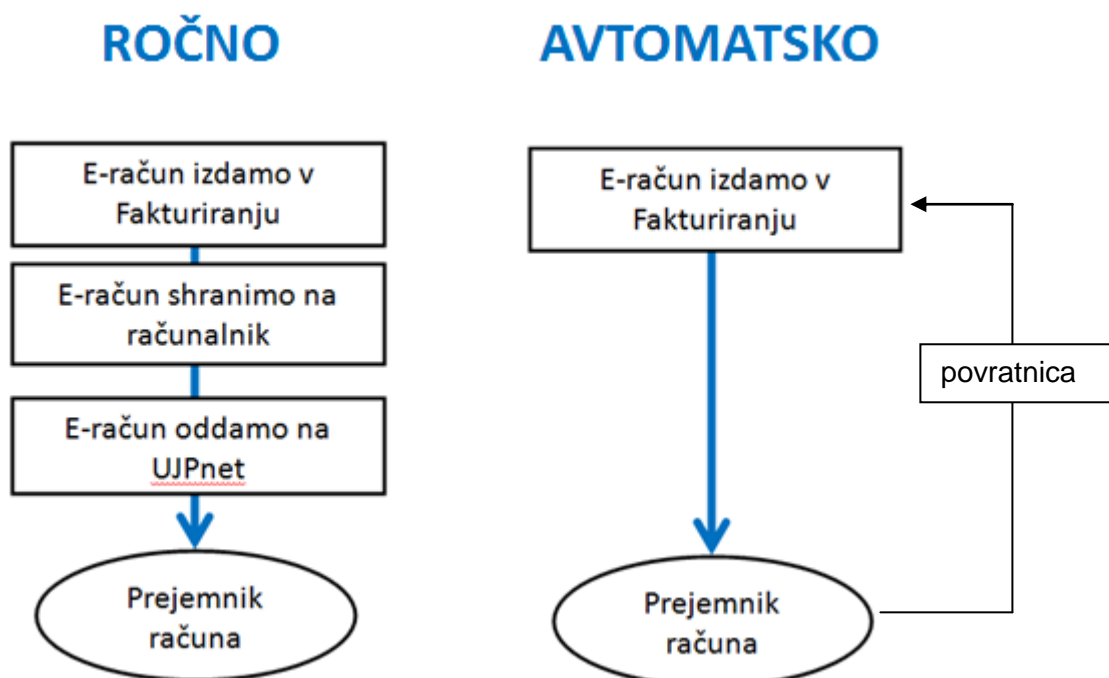 ROČNO
E-račun izdamo v
Fakturiranju
E-račun shranimo na
računalnik
E-račun oddamo na
UJPnet
Prejemnik
računa
AVTOMATSKO
E-račun izdamo v
Fakturiranju
povratnica
Prejemnik
računa